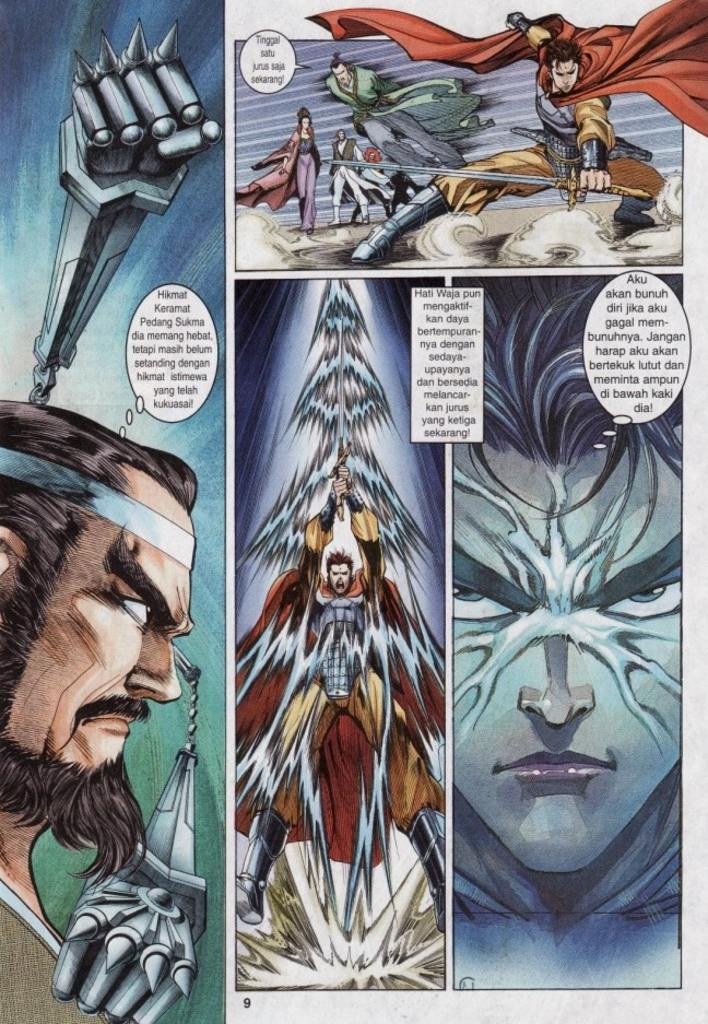 Tinggal
satu
jurus saja
sekarang!
Hikmat
Keramat
Pedang Sukma
dia memang hebat,
tetapi masih belum
setanding dengan
hikmat istimewa
yang telah
kukuasai!
Hati Waja pun
mengaktif-
kan daya
bertempuran-
nya dengan
sedaya-
upayanya
dan bersedia
melancar-
kan jurus
yang ketiga
sekarang!
Aku
akan bunuh
diri jika aku
gagal mem-
bunuhnya. Jangan
harap aku akan
bertekuk lutut dan
meminta ampun
di bawah kaki
dia!
9